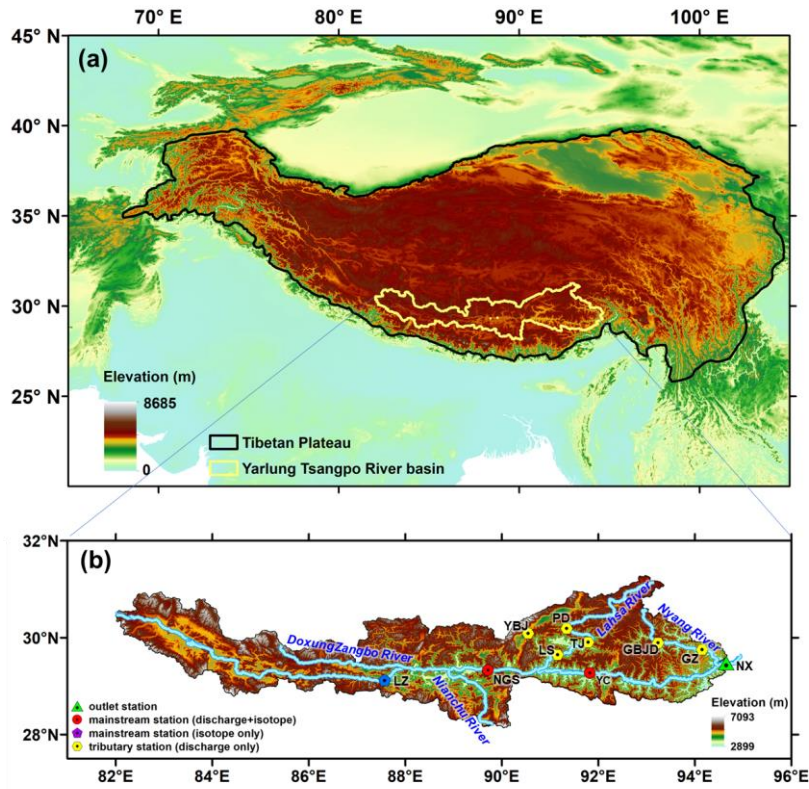 70° E 80° E 90° E 100° E
45° N
(a)
40° N
35° N
30° N
25° N
Elevation (m)
8685
0
Tibetan Plateau
Yarlung Tsangpo River basin
32°N
(b)
30°N
28°N
DoxungZangbo River
Nianchu River
Lahsa River
Nyang River
YBJ
PD
LS
TJ
GBJD
GZ
NX
LZ
NGS
YC
outlet station
mainstream station (discharge+isotope)
mainstream station (isotope only)
tributary station (discharge only)
Elevation (m)
7093
2899
82°E 84°E 86°E 88°E 90°E 92°E 94°E 96°E